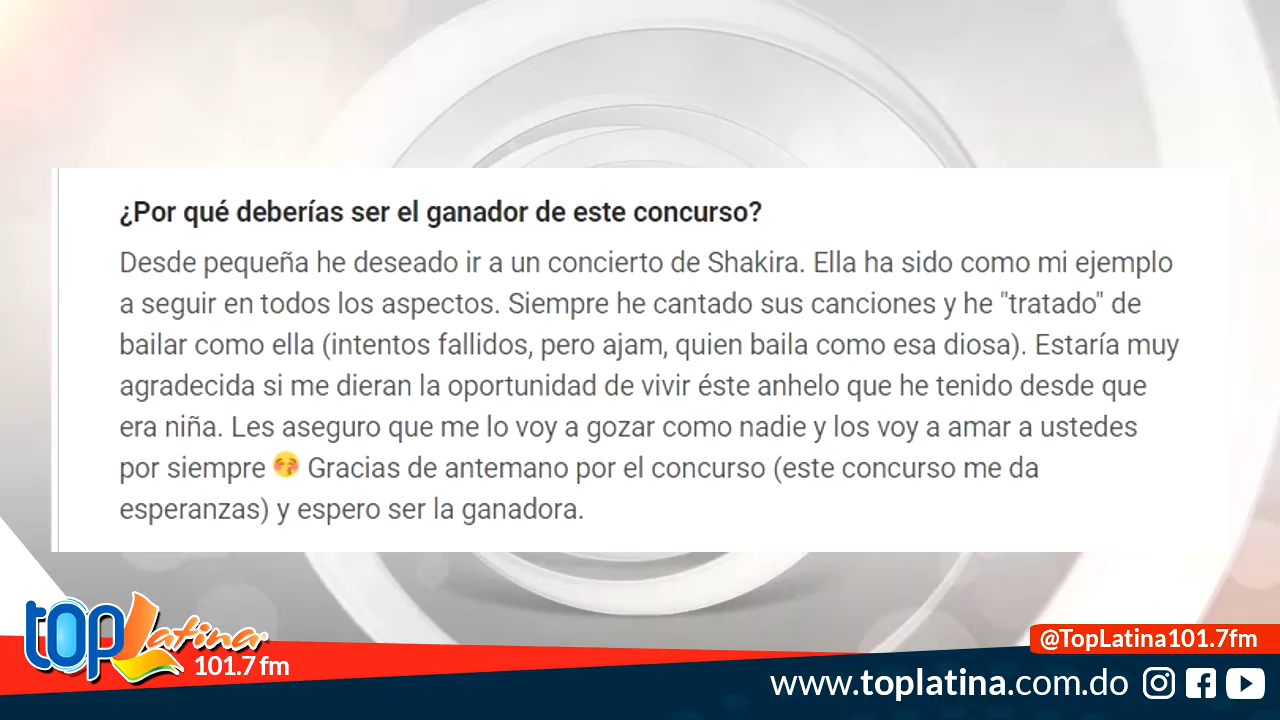 ¿Por qué deberías ser el ganador de este concurso?
Desde pequeña he deseado ir a un concierto de Shakira. Ella ha sido como mi ejemplo
a seguir en todos los aspectos. Siempre he cantado sus canciones y he "tratado" de
bailar como ella (intentos fallidos, pero ajam, quien baila como esa diosa). Estaría muy
agradecida si me dieran la oportunidad de vivir éste anhelo que he tenido desde que
era niña. Les aseguro que me lo voy a gozar como nadie y los voy a amar a ustedes
por siempre 😚 Gracias de antemano por el concurso (este concurso me da
esperanzas) y espero ser la ganadora.
top Latina
101.7 fm
@TopLatina101.7fm
www.toplatina.com.do